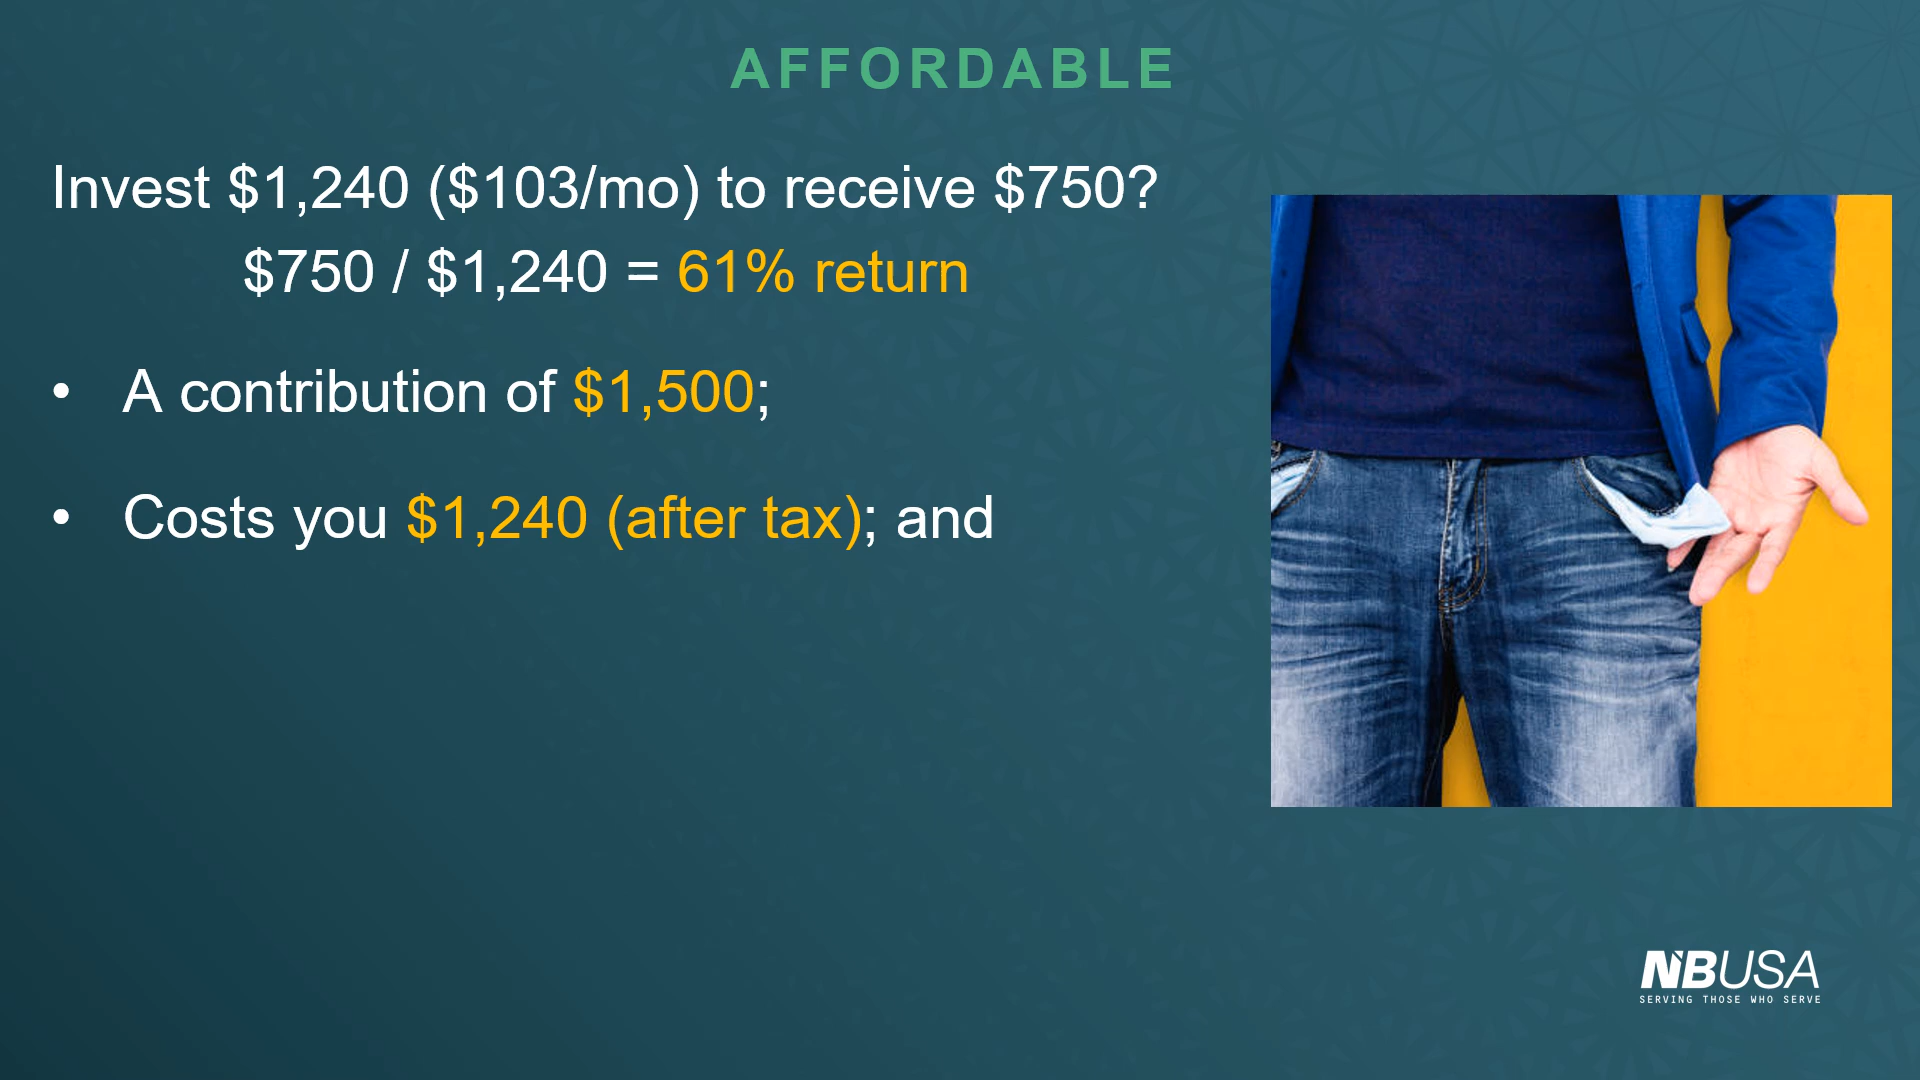 AFFORDABLE
Invest $1,240 ($103/mo) to receive $750?
$750 / $1,240 = 61% return
• A contribution of $1,500;
• Costs you $1,240 (after tax); and
NBUSA
SERVING THOSE WHO SERVE